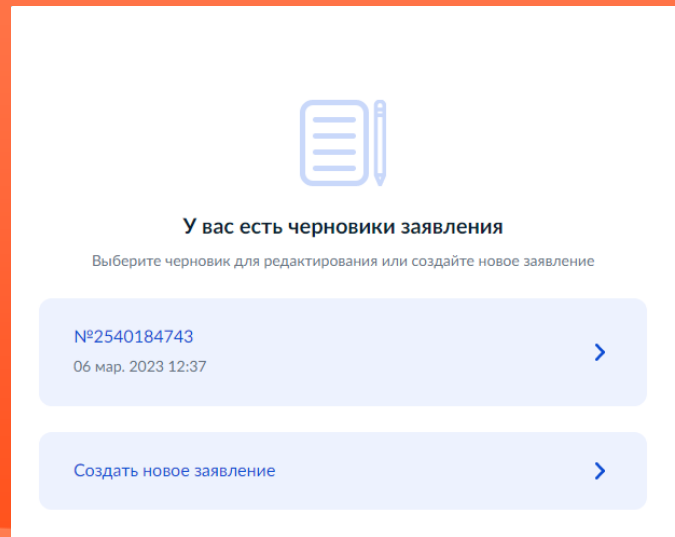 У вас есть черновики заявления
Выберите черновик для редактирования или создайте новое заявление
№2540184743
06 мар. 2023 12:37
Создать новое заявление